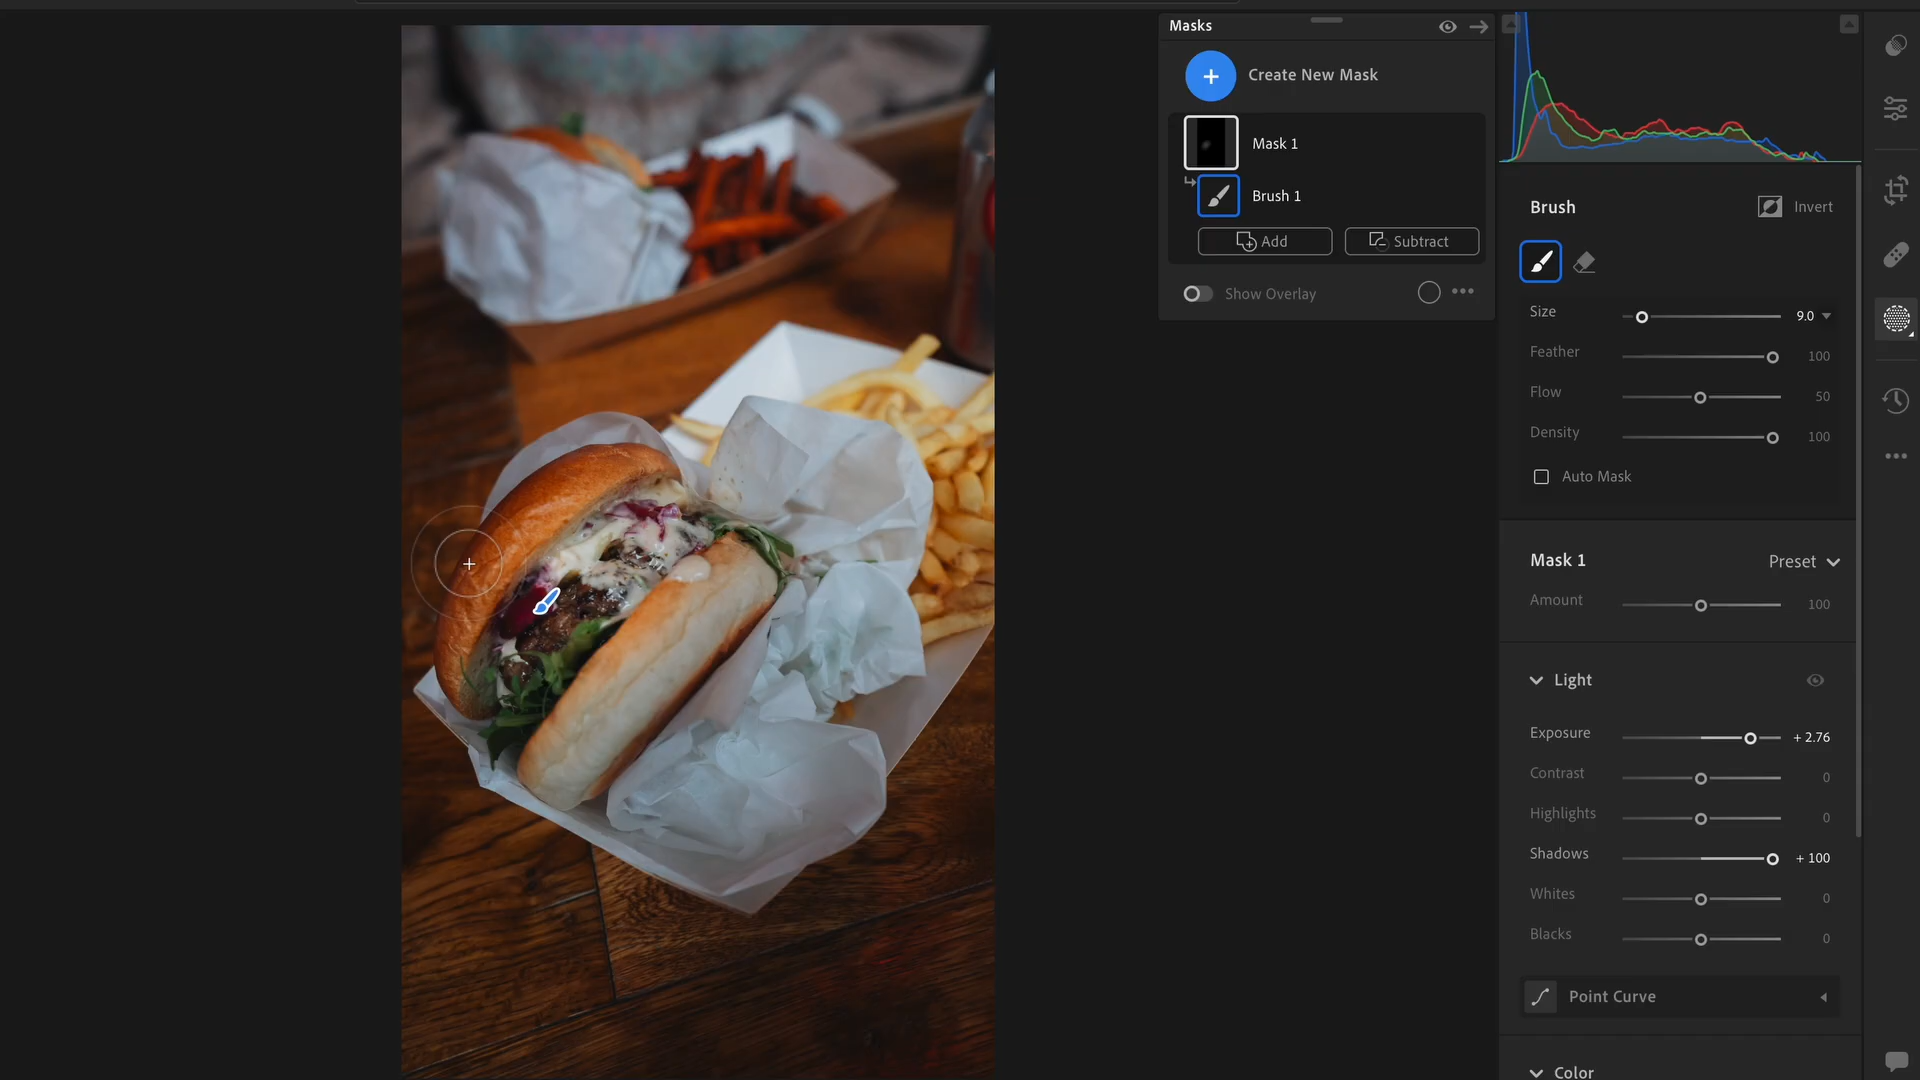 Masks
Create New Mask
Mask 1
Brush 1
Add
Subtract
Show Overlay
Brush
Invert
Size 9.0
Feather 100
Flow 50
Density 100
Auto Mask
Mask 1
Preset
Amount 100
Light
Exposure + 2.76
Contrast 0
Highlights 0
Shadows + 100
Whites 0
Blacks 0
Point Curve
Color